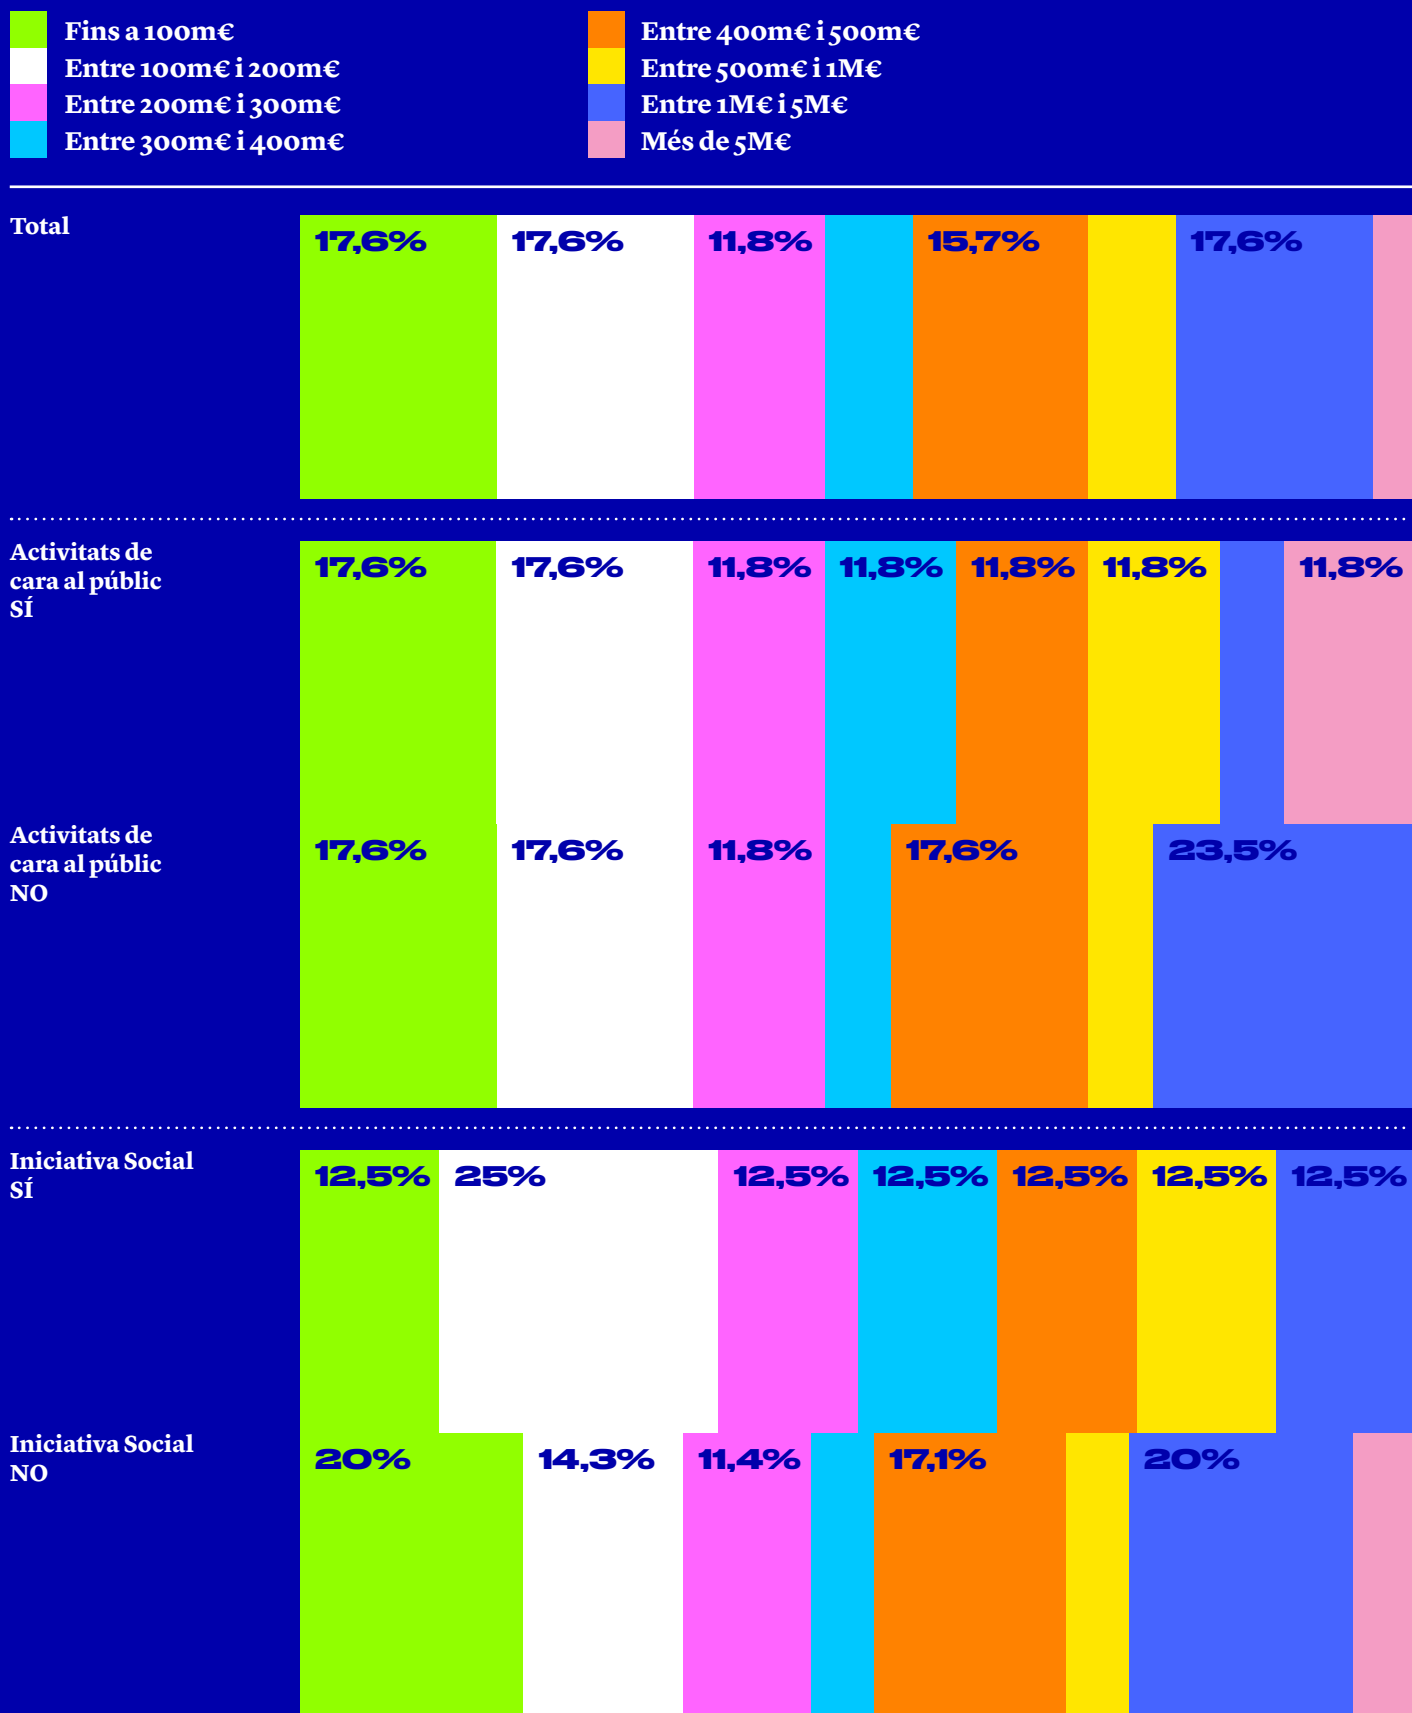 Fins a 100m€
Entre 100m€ i 200m€
Entre 200m€ i 300m€
Entre 300m€ i 400m€
Entre 400m€ i 500m€
Entre 500m€ i 1M€
Entre 1M€ i 5M€
Més de 5M€
Total
17,6% 17,6% 11,8% 15,7% 17,6%
Activitats de
cara al públic
SÍ
17,6% 17,6% 11,8% 11,8% 11,8% 11,8% 11,8%
Activitats de
cara al públic
NO
17,6% 17,6% 11,8% 17,6% 23,5%
Iniciativa Social
SÍ
12,5% 25% 12,5% 12,5% 12,5% 12,5% 12,5%
Iniciativa Social
NO
20% 14,3% 11,4% 17,1% 20%